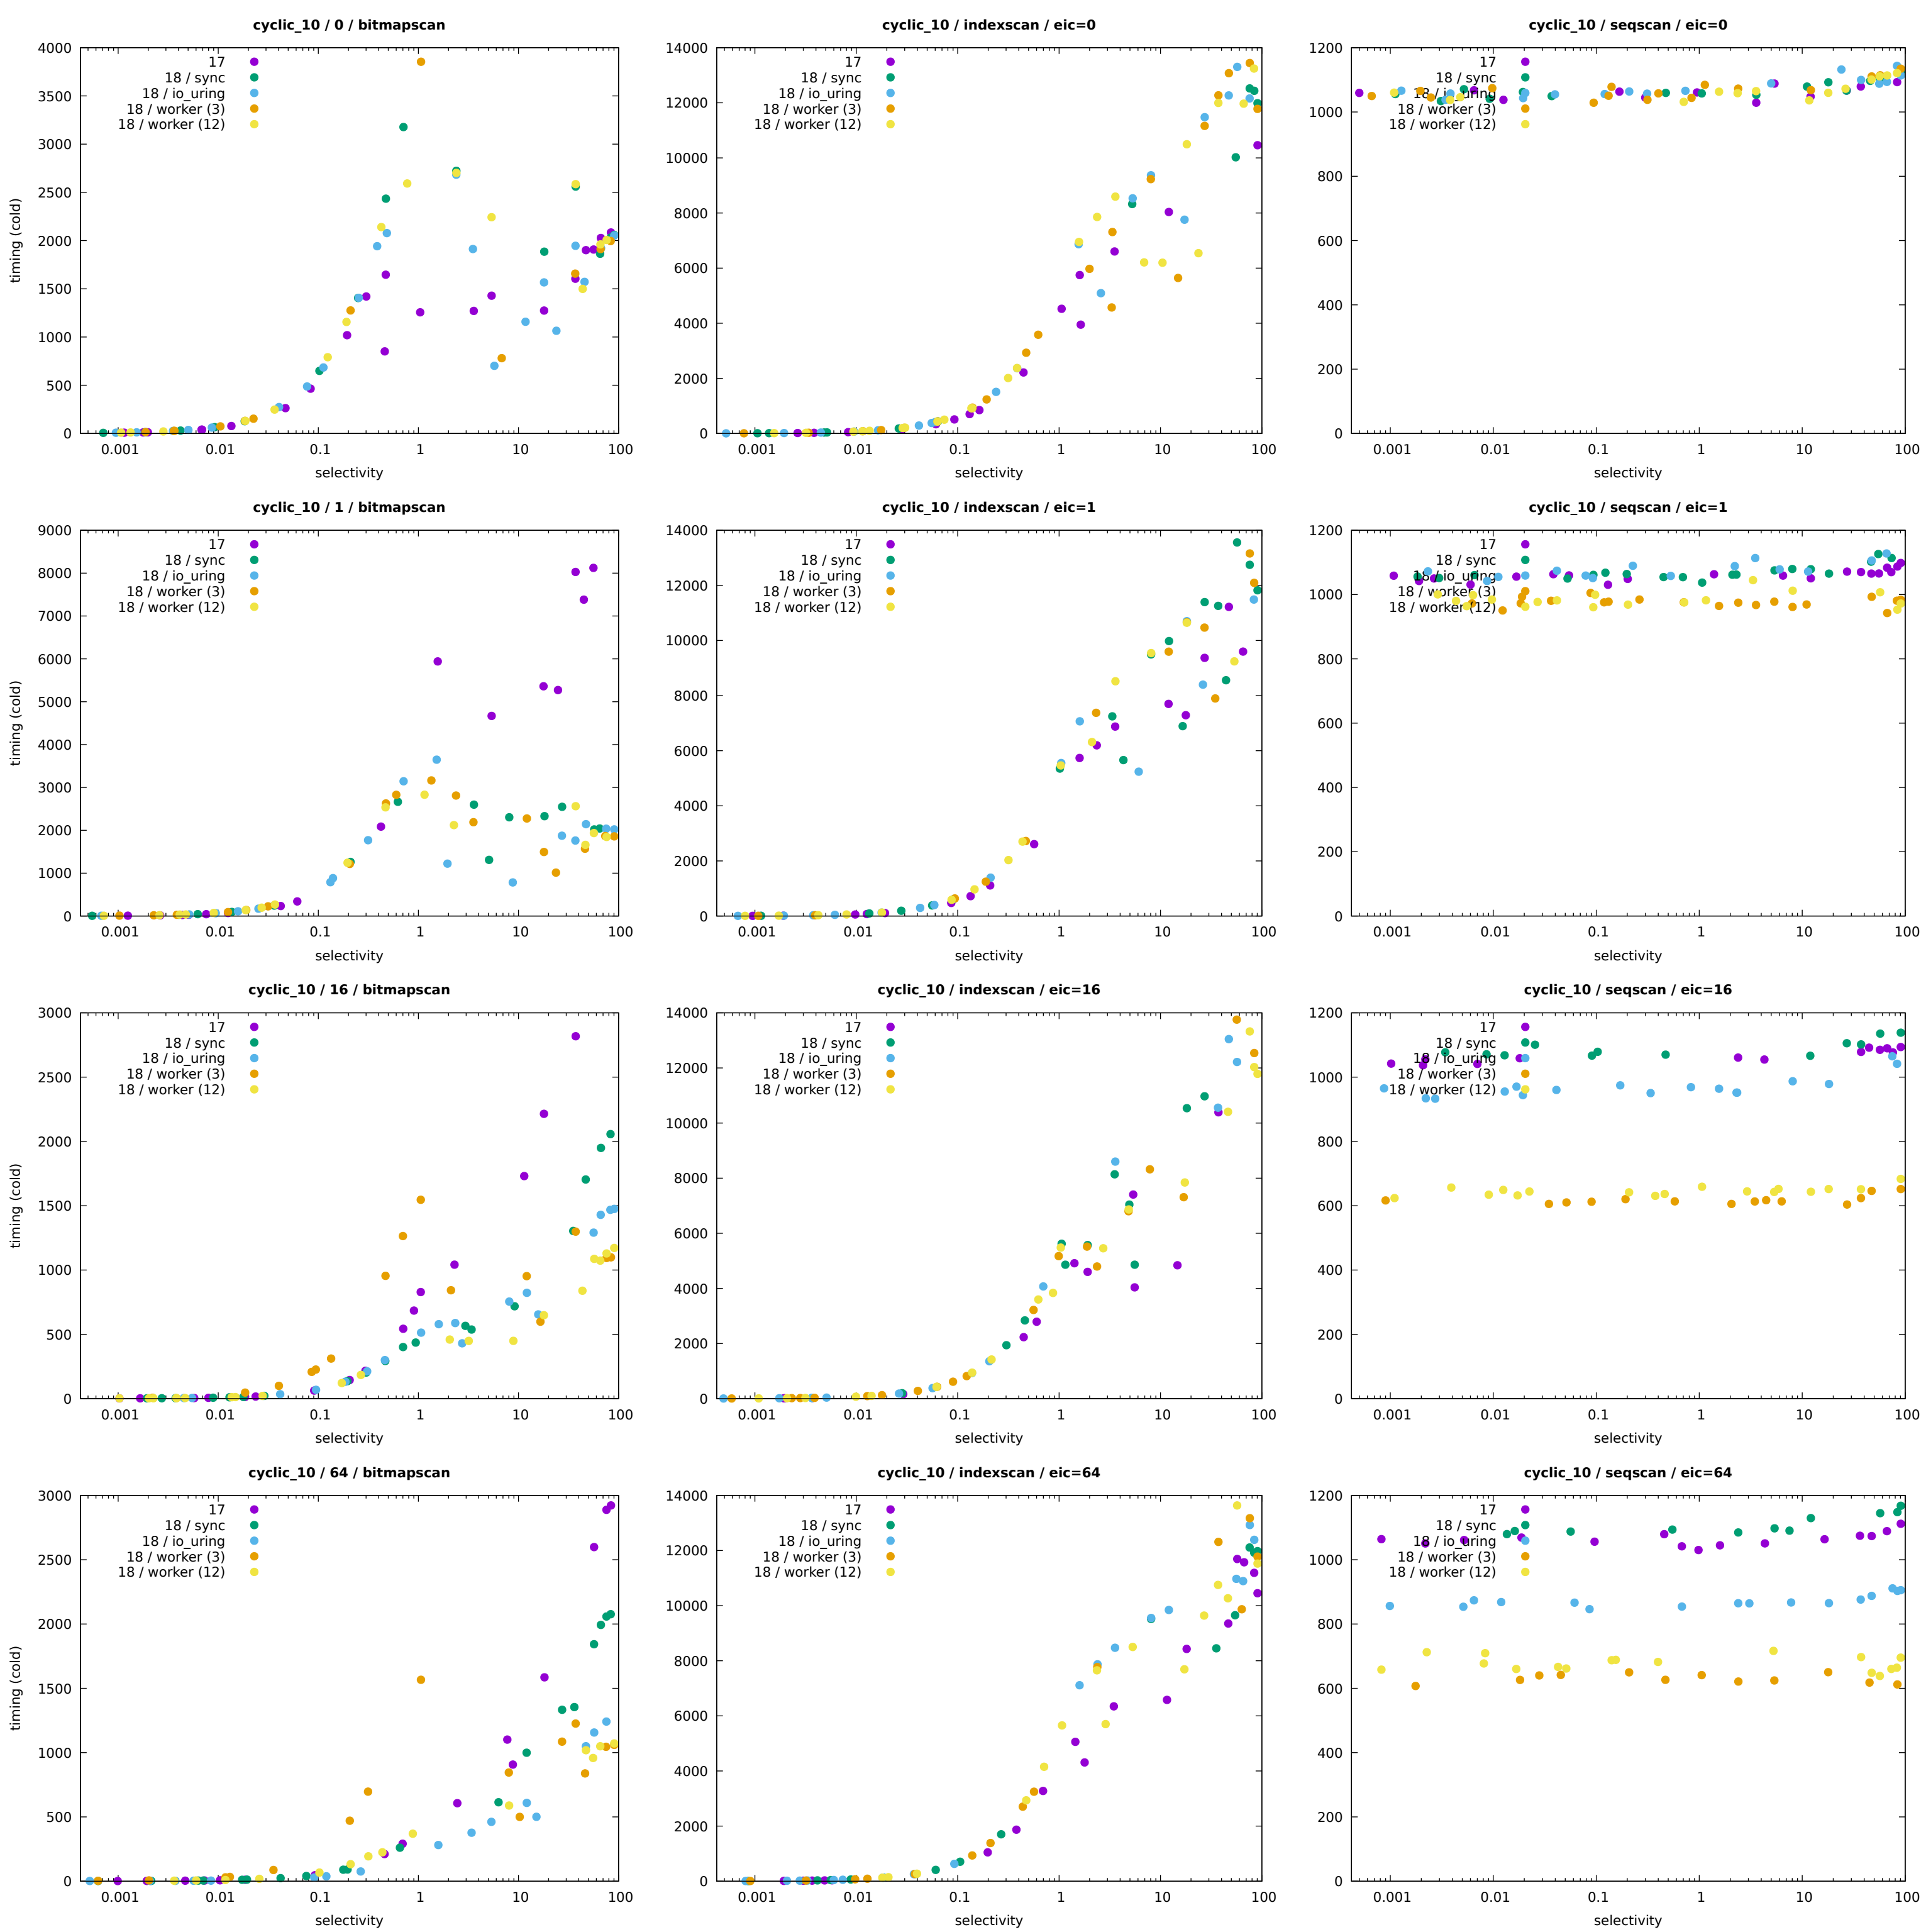 cyclic_10 / 0 / bitmapscan
timing (cold)
4000
3500
3000
2500
2000
1500
1000
500
0
17
18 / sync
18 / io_uring
18 / worker (3)
18 / worker (12)
0.001 0.01 0.1 1 10 100
selectivity
cyclic_10 / indexscan / eic=0
14000
12000
10000
8000
6000
4000
2000
0
17
18 / sync
18 / io_uring
18 / worker (3)
18 / worker (12)
0.001 0.01 0.1 1 10 100
selectivity
cyclic_10 / seqscan / eic=0
1200
1000
800
600
400
200
0
17
18 / sync
18 / io_uring
18 / worker (3)
18 / worker (12)
0.001 0.01 0.1 1 10 100
selectivity
cyclic_10 / 1 / bitmapscan
timing (cold)
9000
8000
7000
6000
5000
4000
3000
2000
1000
0
17
18 / sync
18 / io_uring
18 / worker (3)
18 / worker (12)
0.001 0.01 0.1 1 10 100
selectivity
cyclic_10 / indexscan / eic=1
14000
12000
10000
8000
6000
4000
2000
0
17
18 / sync
18 / io_uring
18 / worker (3)
18 / worker (12)
0.001 0.01 0.1 1 10 100
selectivity
cyclic_10 / seqscan / eic=1
1200
1000
800
600
400
200
0
17
18 / sync
18 / io_uring
18 / worker (3)
18 / worker (12)
0.001 0.01 0.1 1 10 100
selectivity
cyclic_10 / 16 / bitmapscan
timing (cold)
3000
2500
2000
1500
1000
500
0
17
18 / sync
18 / io_uring
18 / worker (3)
18 / worker (12)
0.001 0.01 0.1 1 10 100
selectivity
cyclic_10 / indexscan / eic=16
14000
12000
10000
8000
6000
4000
2000
0
17
18 / sync
18 / io_uring
18 / worker (3)
18 / worker (12)
0.001 0.01 0.1 1 10 100
selectivity
cyclic_10 / seqscan / eic=16
1200
1000
800
600
400
200
0
17
18 / sync
18 / io_uring
18 / worker (3)
18 / worker (12)
0.001 0.01 0.1 1 10 100
selectivity
cyclic_10 / 64 / bitmapscan
timing (cold)
3000
2500
2000
1500
1000
500
0
17
18 / sync
18 / io_uring
18 / worker (3)
18 / worker (12)
0.001 0.01 0.1 1 10 100
selectivity
cyclic_10 / indexscan / eic=64
14000
12000
10000
8000
6000
4000
2000
0
17
18 / sync
18 / io_uring
18 / worker (3)
18 / worker (12)
0.001 0.01 0.1 1 10 100
selectivity
cyclic_10 / seqscan / eic=64
1200
1000
800
600
400
200
0
17
18 / sync
18 / io_uring
18 / worker (3)
18 / worker (12)
0.001 0.01 0.1 1 10 100
selectivity